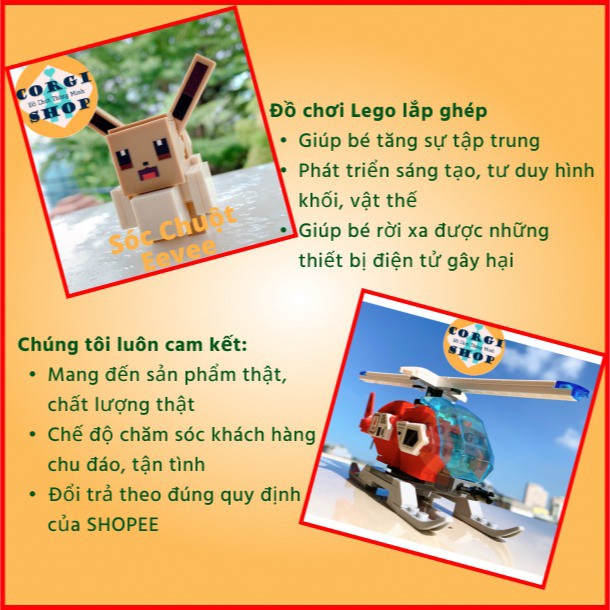 CORGI
Đồ Chơi Thông Minh
SHOP
Sóc Chuột
Eevee
Đồ chơi Lego lắp ghép
• Giúp bé tăng sự tập trung
• Phát triển sáng tạo, tư duy hình
khối, vật thế
• Giúp bé rời xa được những
thiết bị điện tử gây hại
Chúng tôi luôn cam kết:
• Mang đến sản phẩm thật,
chất lượng thật
• Chế độ chăm sóc khách hàng
chu đáo, tận tình
• Đổi trả theo đúng quy định
của SHOPEE
CORGI
Đồ Chơi Thông Minh
SHOP